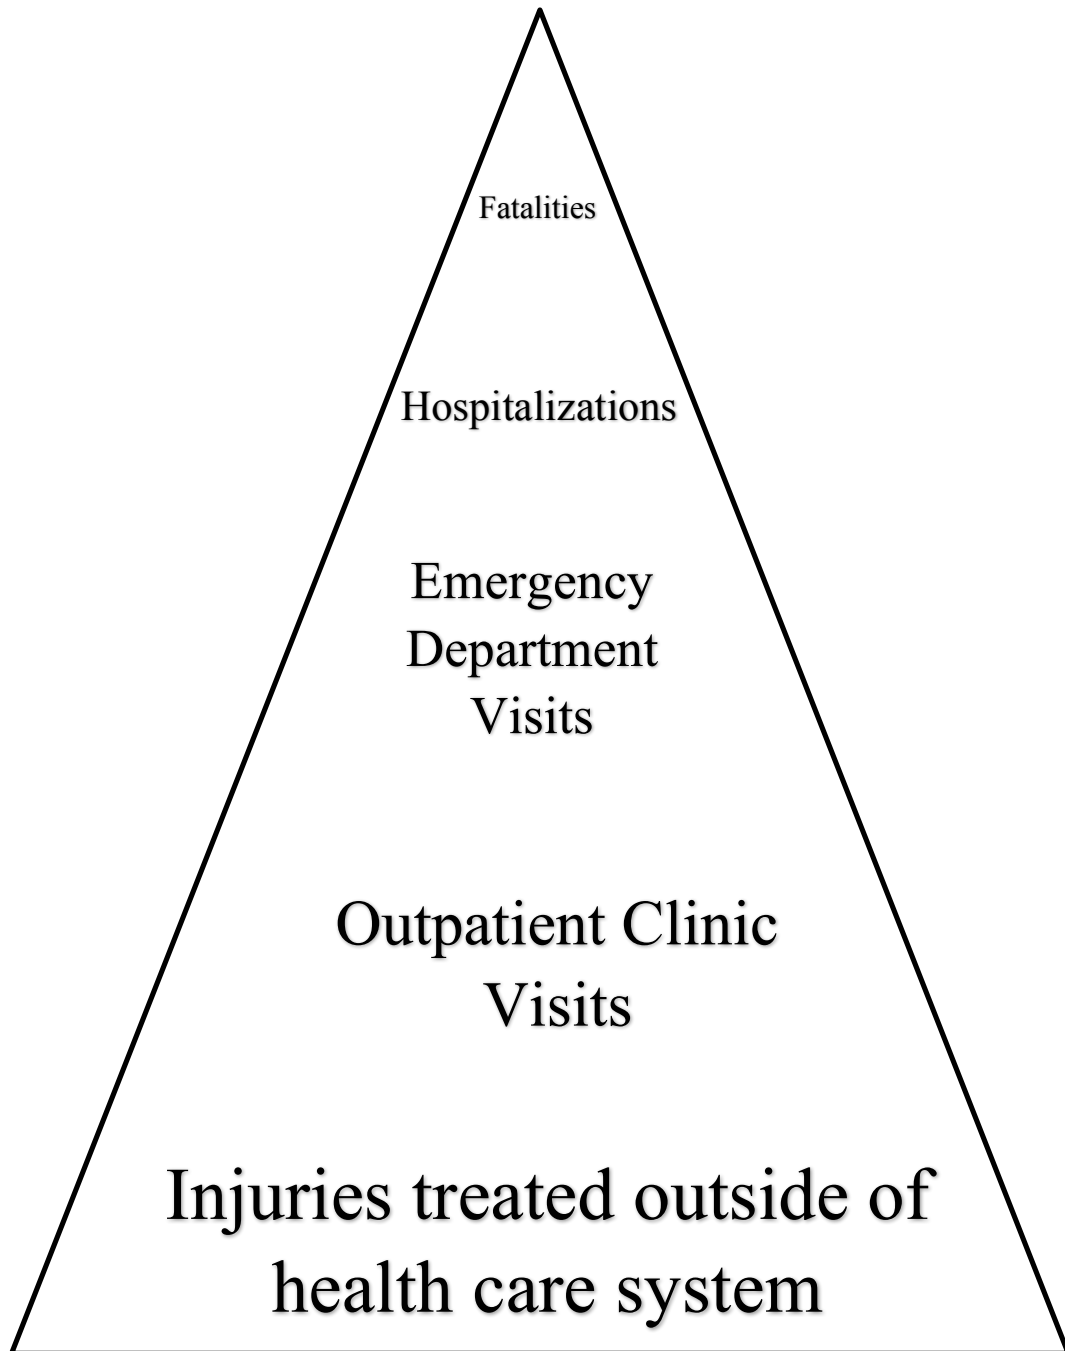 Fatalities
Hospitalizations
Emergency
Department
Visits
Outpatient Clinic
Visits
Injuries treated outside of
health care system